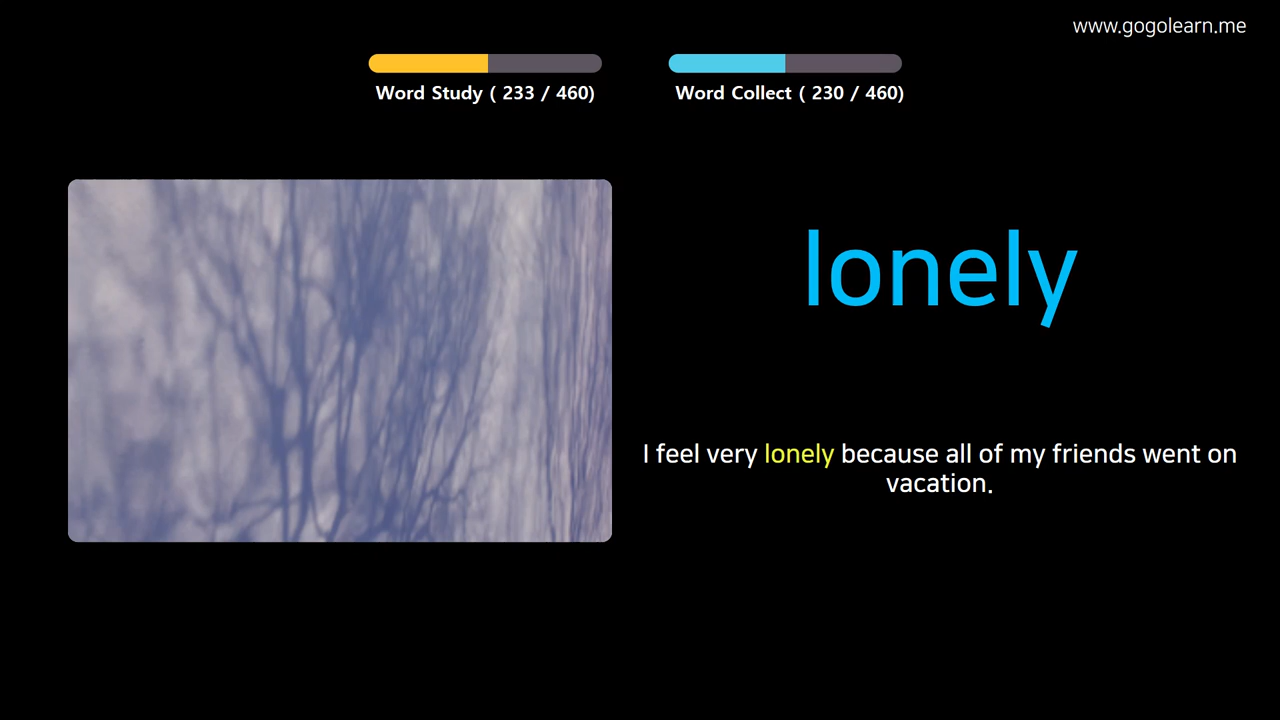 www.gogolearn.me
Word Study ( 233 / 460)
Word Collect ( 230 / 460)
lonely
I feel very lonely because all of my friends went on
vacation.